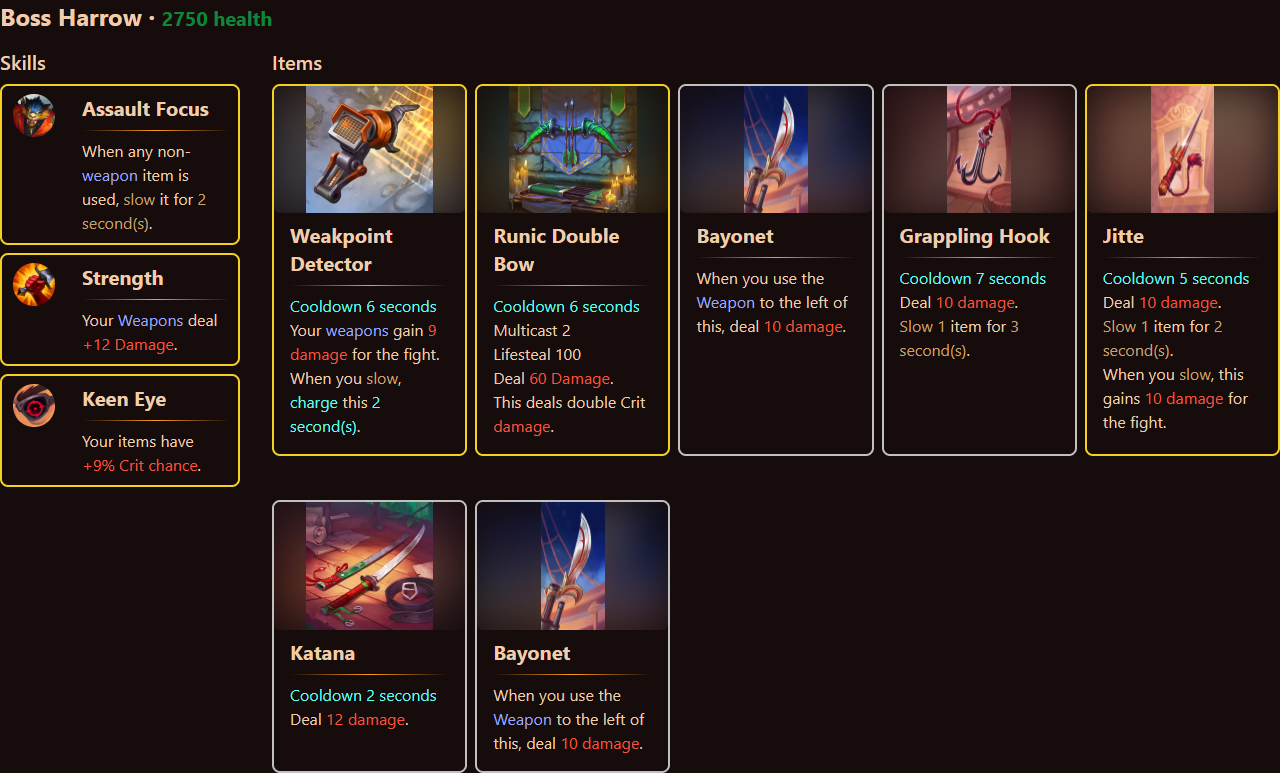 Boss Harrow · 2750 health
Skills
Assault Focus
When any non-
weapon item is
used, slow it for 2
second(s).
Strength
Your Weapons deal
+12 Damage.
Keen Eye
Your items have
+9% Crit chance.
Items
Weakpoint
Detector
Cooldown 6 seconds
Your weapons gain 9
damage for the fight.
When you slow,
charge this 2
second(s).
Runic Double
Bow
Cooldown 6 seconds
Multicast 2
Lifesteal 100
Deal 60 Damage.
This deals double Crit
damage.
Bayonet
When you use the
Weapon to the left of
this, deal 10 damage.
Grappling Hook
Cooldown 7 seconds
Deal 10 damage.
Slow 1 item for 3
second(s).
Jitte
Cooldown 5 seconds
Deal 10 damage.
Slow 1 item for 2
second(s).
When you slow, this
gains 10 damage for
the fight.
Katana
Cooldown 2 seconds
Deal 12 damage.
Bayonet
When you use the
Weapon to the left of
this, deal 10 damage.